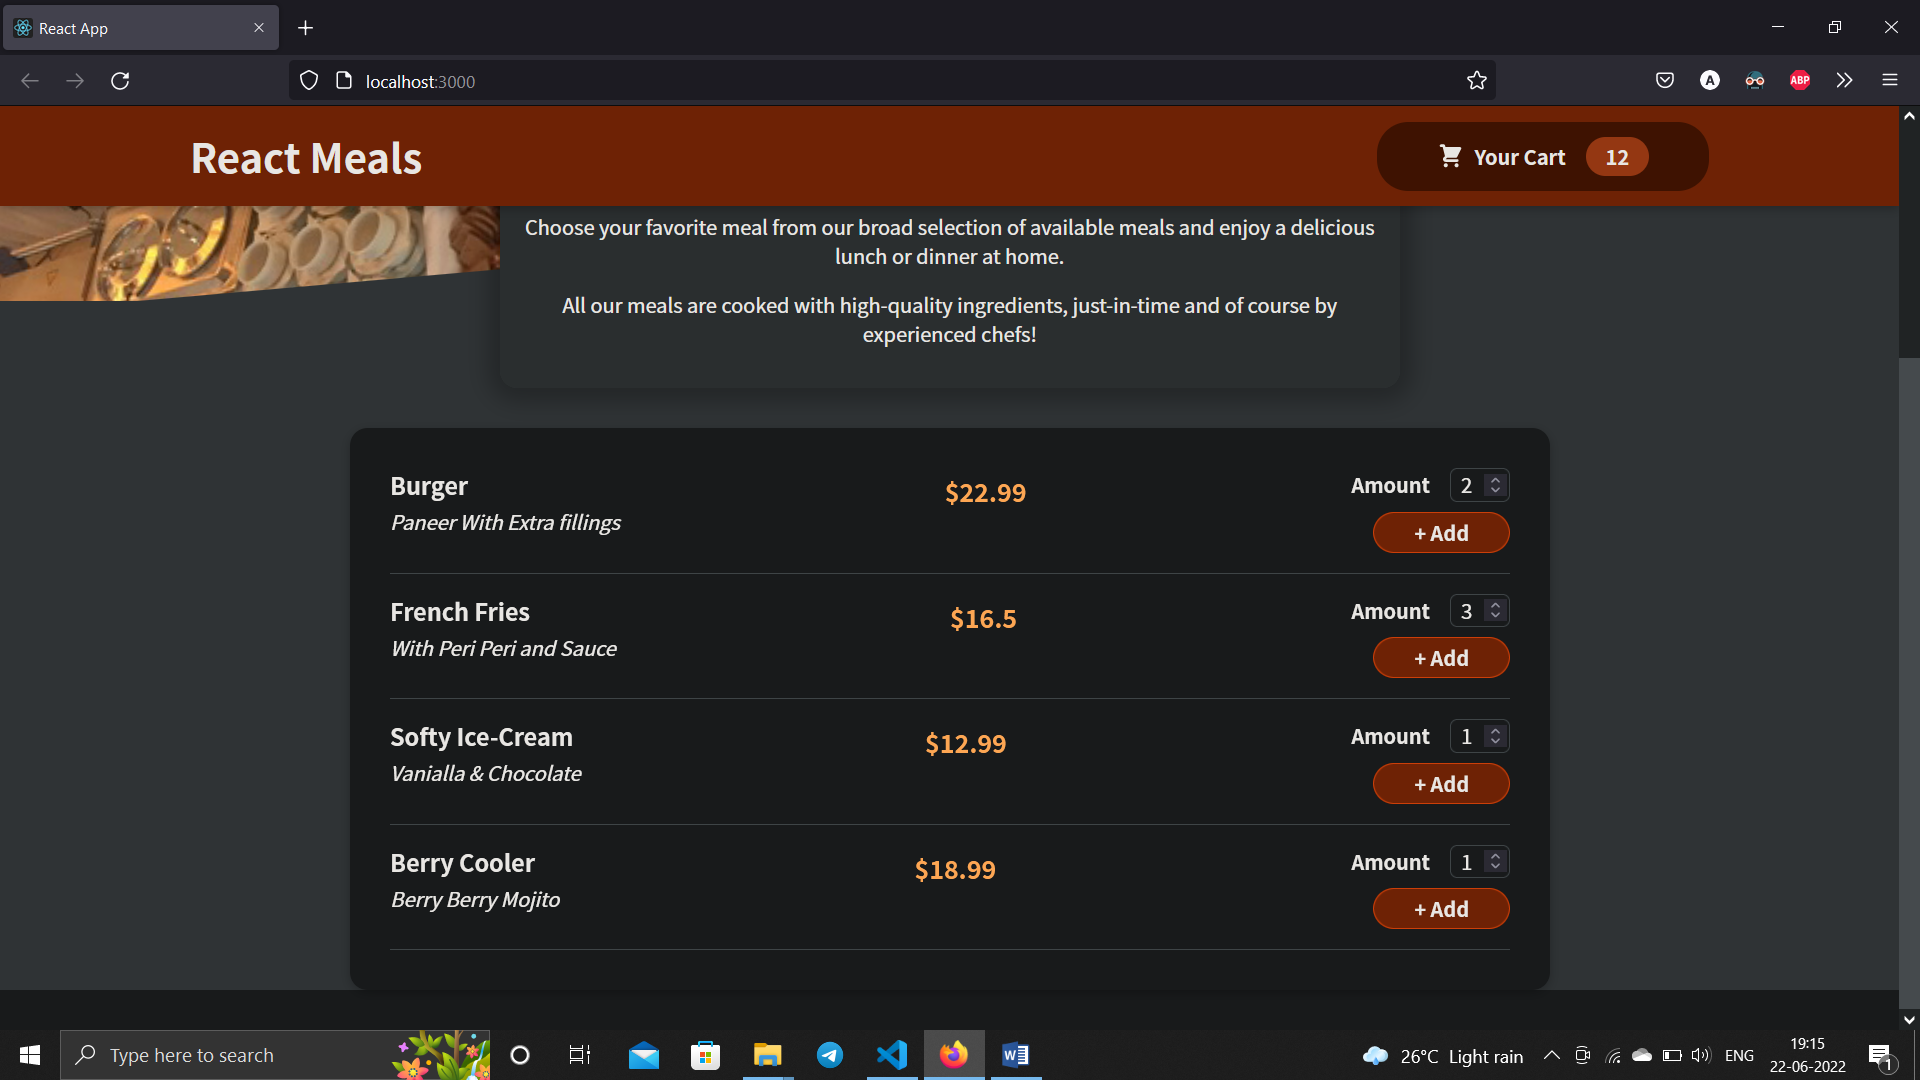 React App
localhost:3000
A
ABP
React Meals
Your Cart 12
Choose your favorite meal from our broad selection of available meals and enjoy a delicious
lunch or dinner at home.
All our meals are cooked with high-quality ingredients, just-in-time and of course by
experienced chefs!
Burger
Paneer With Extra fillings
$22.99
Amount 2
+ Add
French Fries
With Peri Peri and Sauce
$16.5
Amount 3
+ Add
Softy Ice-Cream
Vanialla & Chocolate
$12.99
Amount 1
+ Add
Berry Cooler
Berry Berry Mojito
$18.99
Amount 1
+ Add
Type here to search
26°C Light rain
ENG
19:15
22-06-2022
1